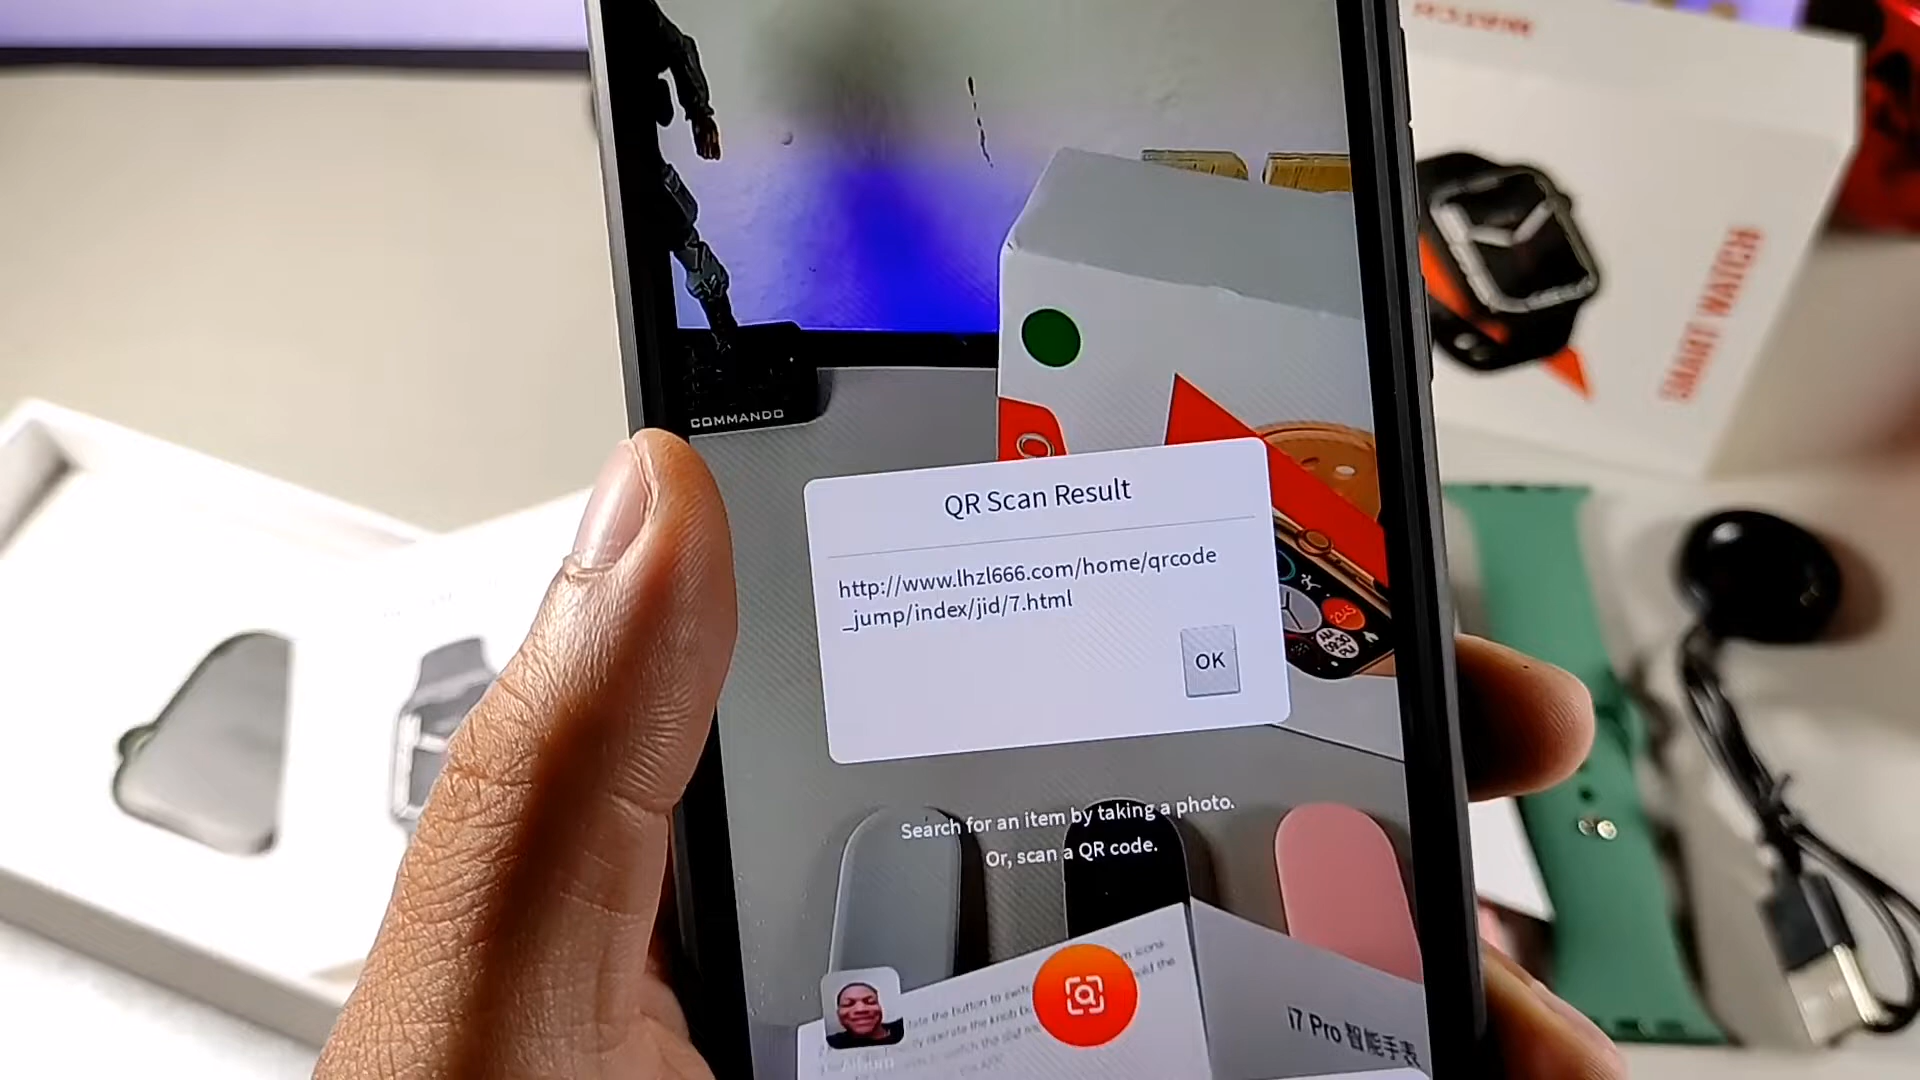 SMART WATCH
COMMANDO
QR Scan Result
http://www.lhzl666.com/home/qrcode
_jump/index/jid/7.html
OK
Search for an item by taking a photo.
Or, scan a QR code.
i7 Pro 智能手表